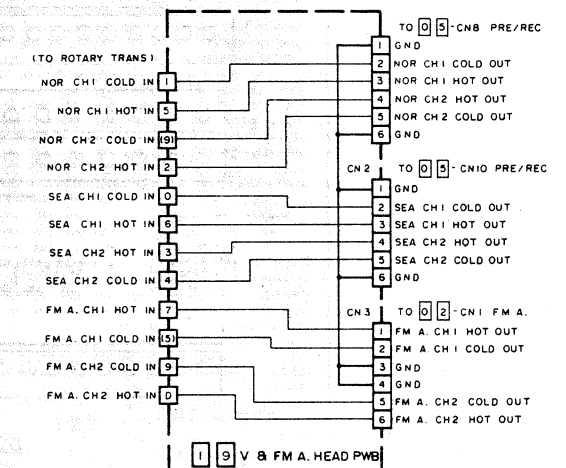 TO 0 5 -CN8 PRE/REC
1 GND
(TO ROTARY TRANS)
2 NOR CH1 COLD OUT
NOR CH1 COLD IN 1
3 NOR CH1 HOT OUT
4 NOR CH2 HOT OUT
NOR CH1 HOT IN 5
5 NOR CH2 COLD OUT
6 GND
NOR CH2 COLD IN (9)
NOR CH2 HOT IN 2
CN2 TO 0 5 -CN10 PRE/REC
1 GND
SEA CH1 COLD IN 0
2 SEA CH1 COLD OUT
SEA CH1 HOT IN 6
3 SEA CH1 HOT OUT
4 SEA CH2 HOT OUT
SEA CH2 HOT IN 3
5 SEA CH2 COLD OUT
SEA CH2 COLD IN 4
6 GND
FM A. CH1 HOT IN 7
CN3 TO 0 2 -CN1 FM A.
1 FM A. CH1 HOT OUT
FM A. CH1 COLD IN (5)
2 FM A. CH1 COLD OUT
3 GND
FM A. CH2 COLD IN 9
4 GND
FM A. CH2 HOT IN D
5 FM A. CH2 COLD OUT
6 FM A. CH2 HOT OUT
1 9 V & FM A. HEAD PWB